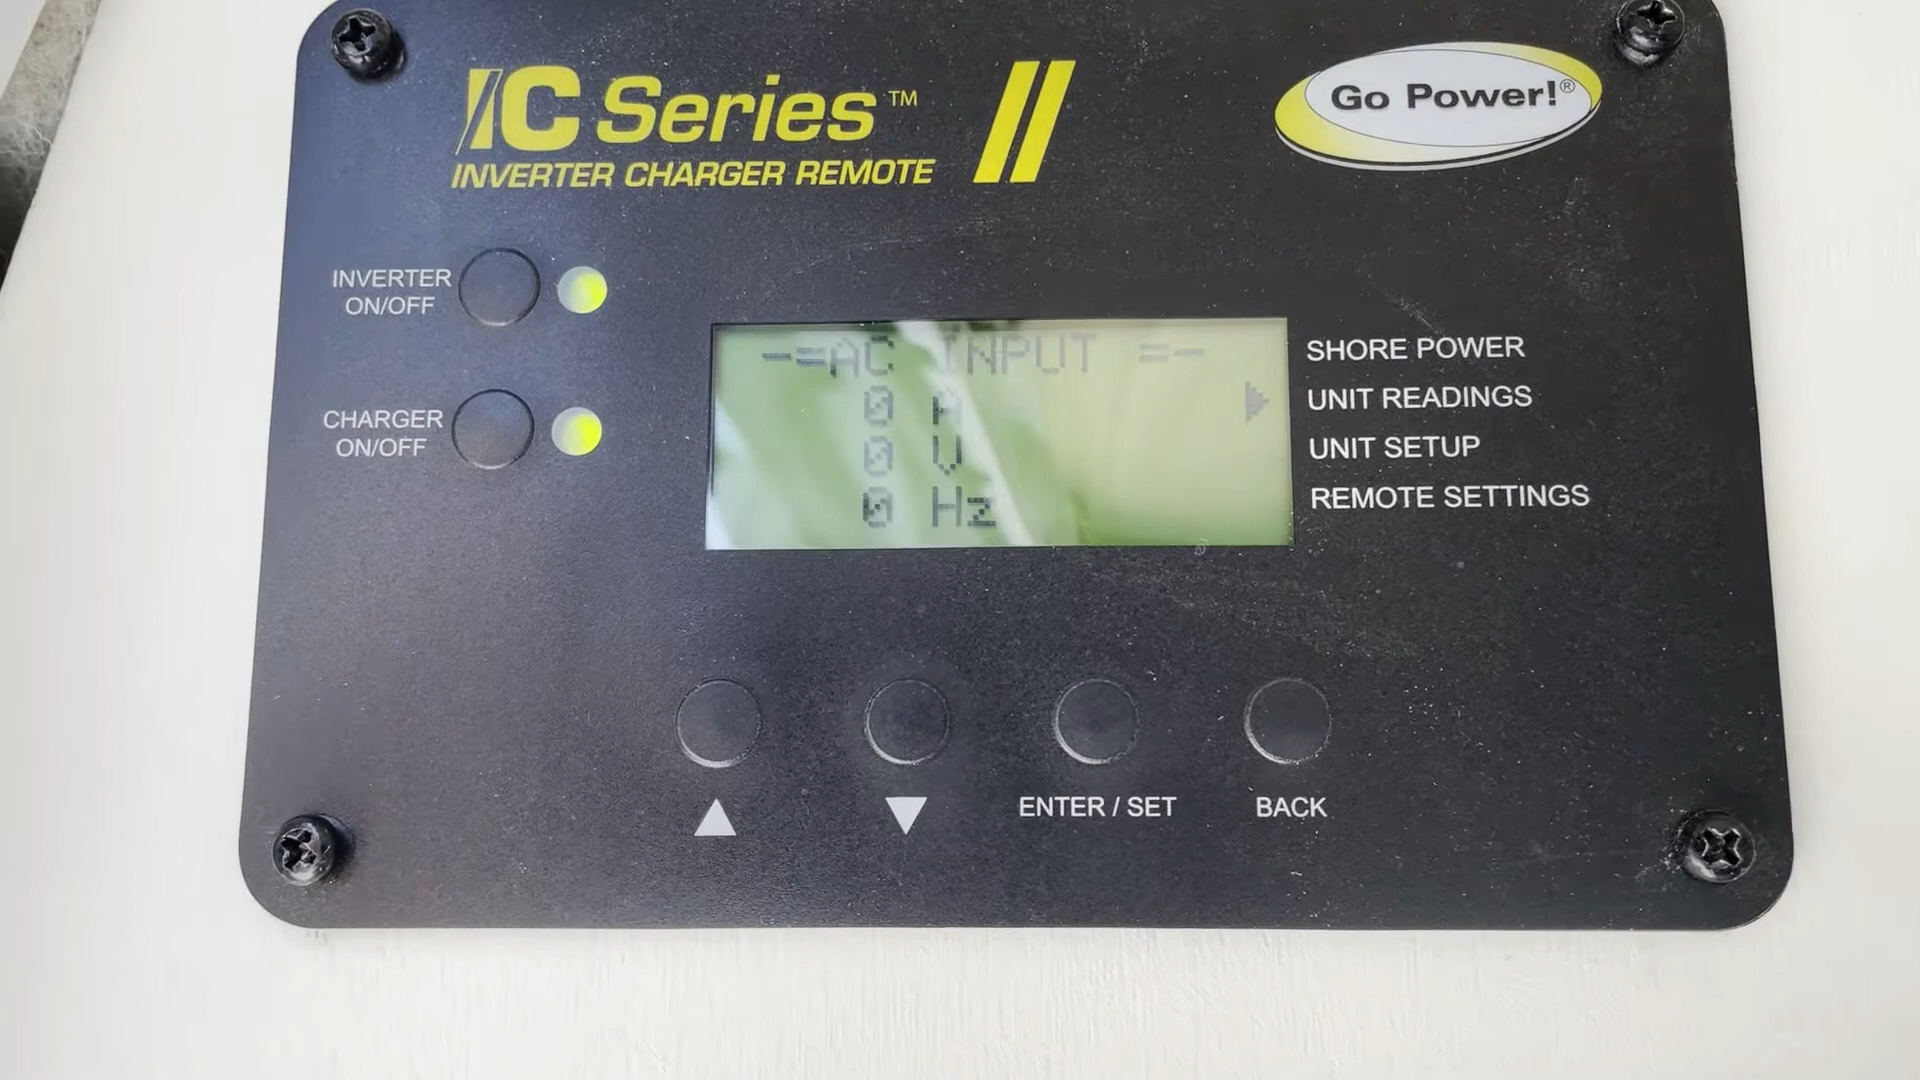 IC Series™
INVERTER CHARGER REMOTE
Go Power!®
INVERTER
ON/OFF
CHARGER
ON/OFF
-=AC INPUT =-
0 A
0 V
0 Hz
SHORE POWER
UNIT READINGS
UNIT SETUP
REMOTE SETTINGS
ENTER / SET
BACK